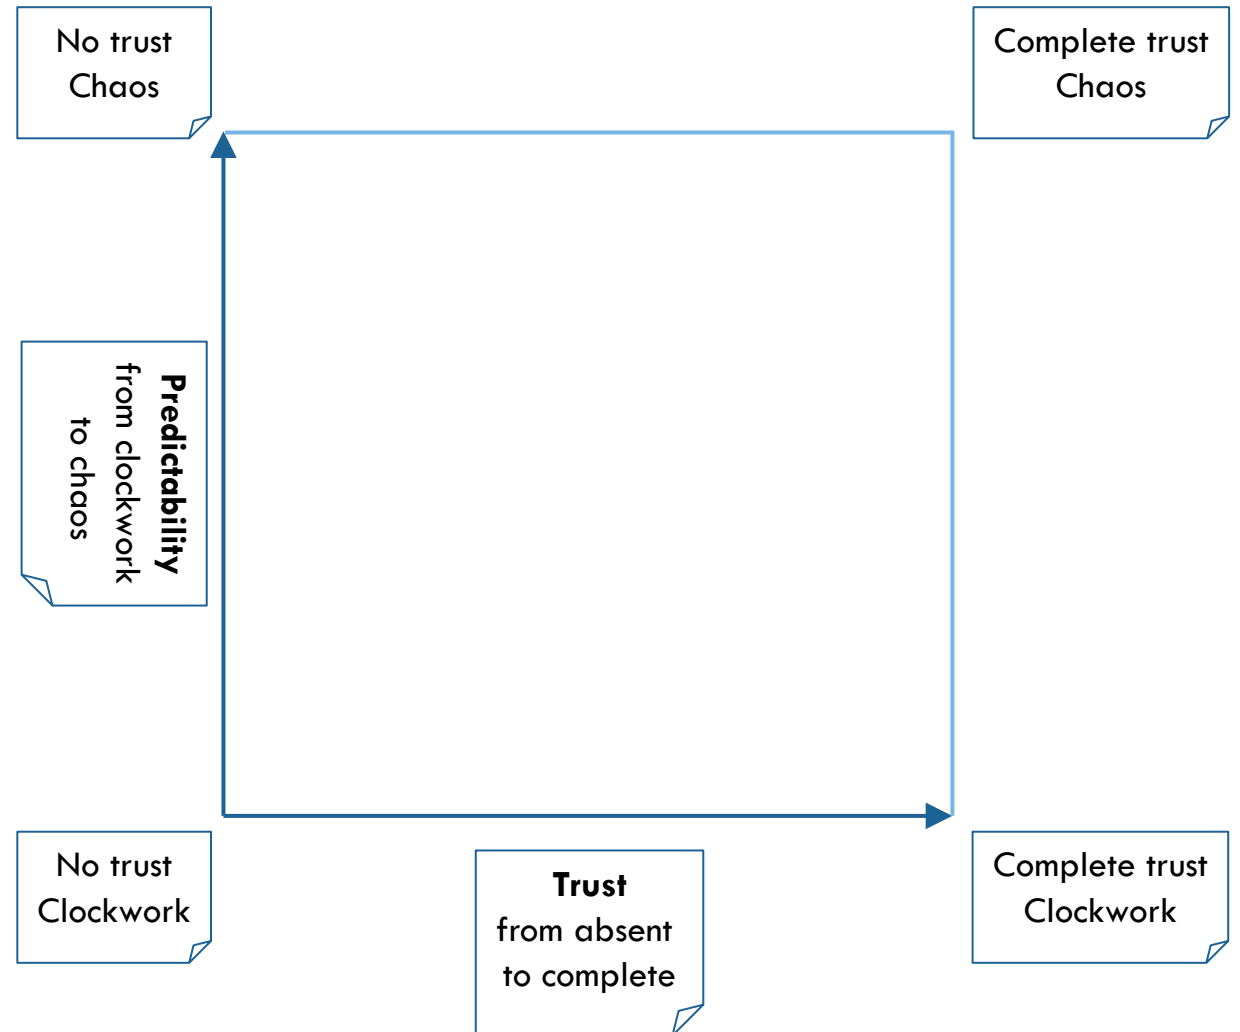 No trust
Chaos
Complete trust
Chaos
Predictability
from clockwork
to chaos
No trust
Clockwork
Trust
from absent
to complete
Complete trust
Clockwork